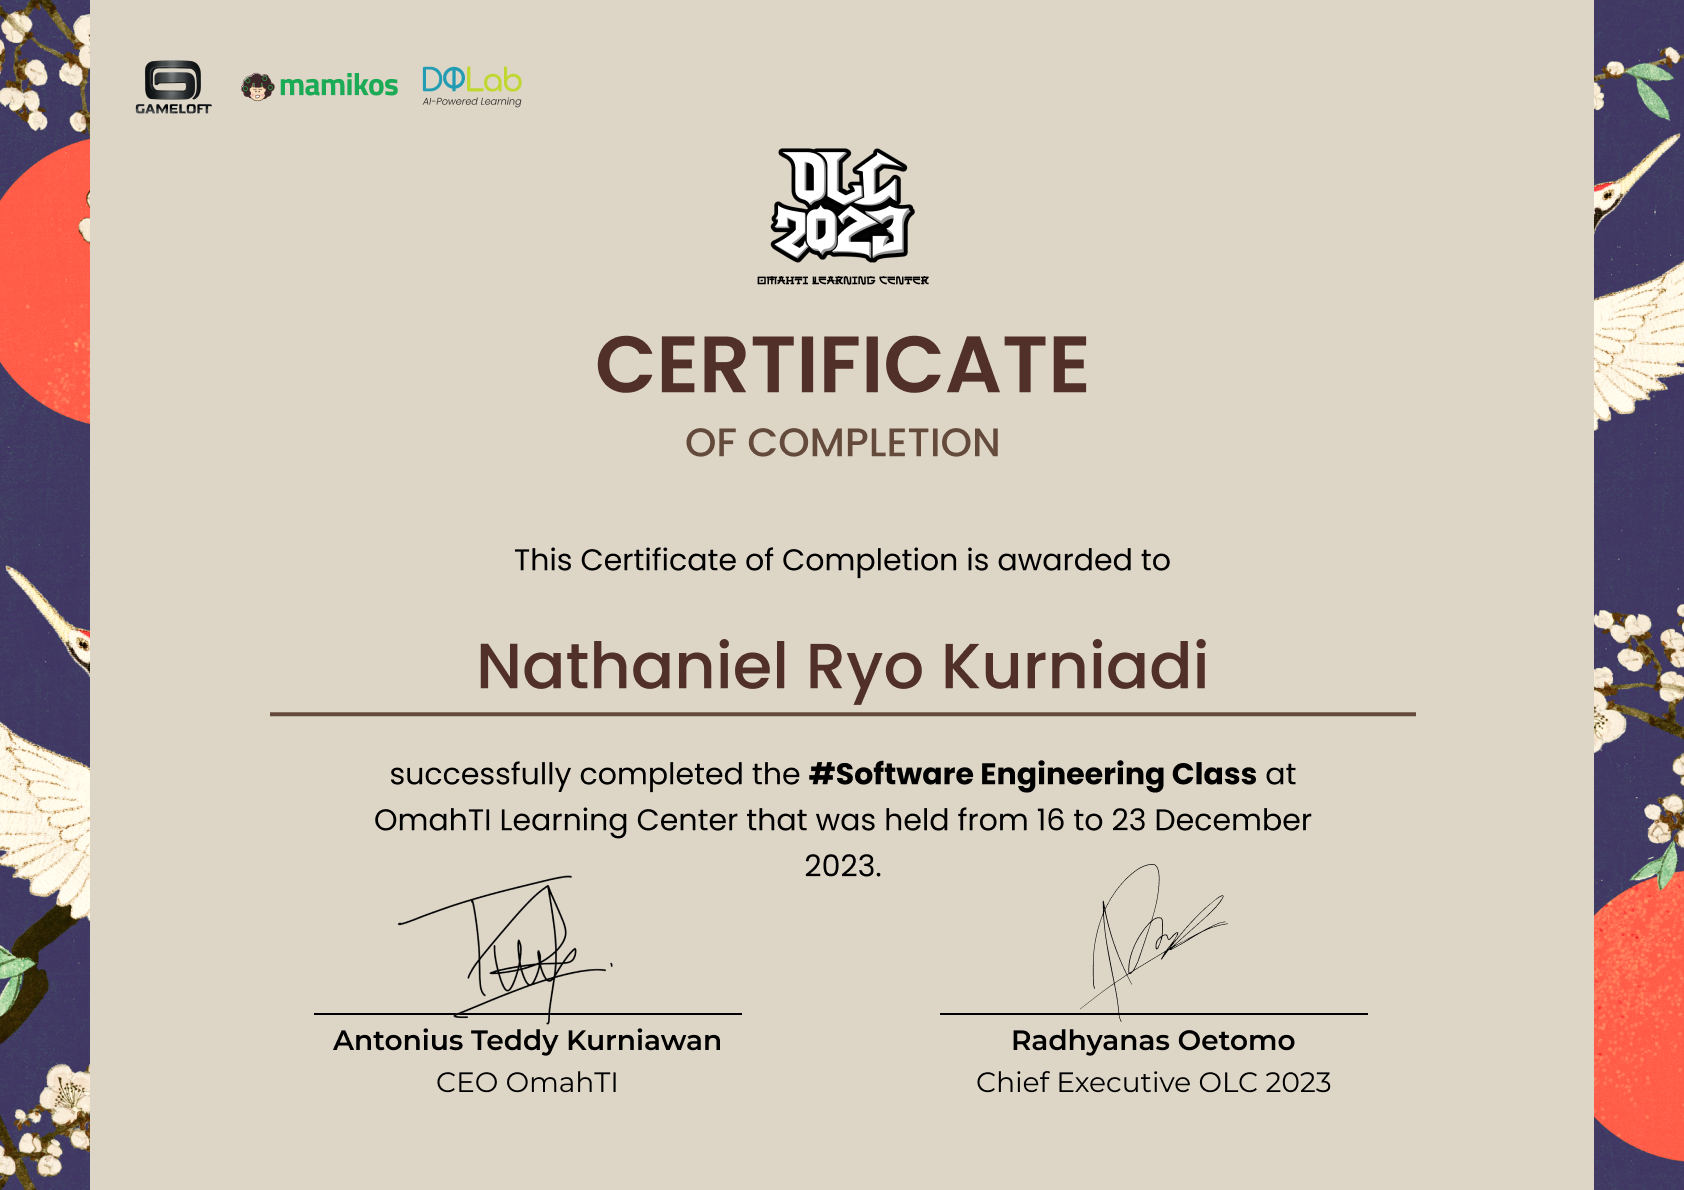 GAMELOFT
mamikos
DQLab
AI-Powered Learning
OLC
2023
OMAHTI LEARNING CENTER
CERTIFICATE
OF COMPLETION
This Certificate of Completion is awarded to
Nathaniel Ryo Kurniadi
successfully completed the #Software Engineering Class at
OmahTI Learning Center that was held from 16 to 23 December
2023.
Antonius Teddy Kurniawan
CEO OmahTI
Radhyanas Oetomo
Chief Executive OLC 2023